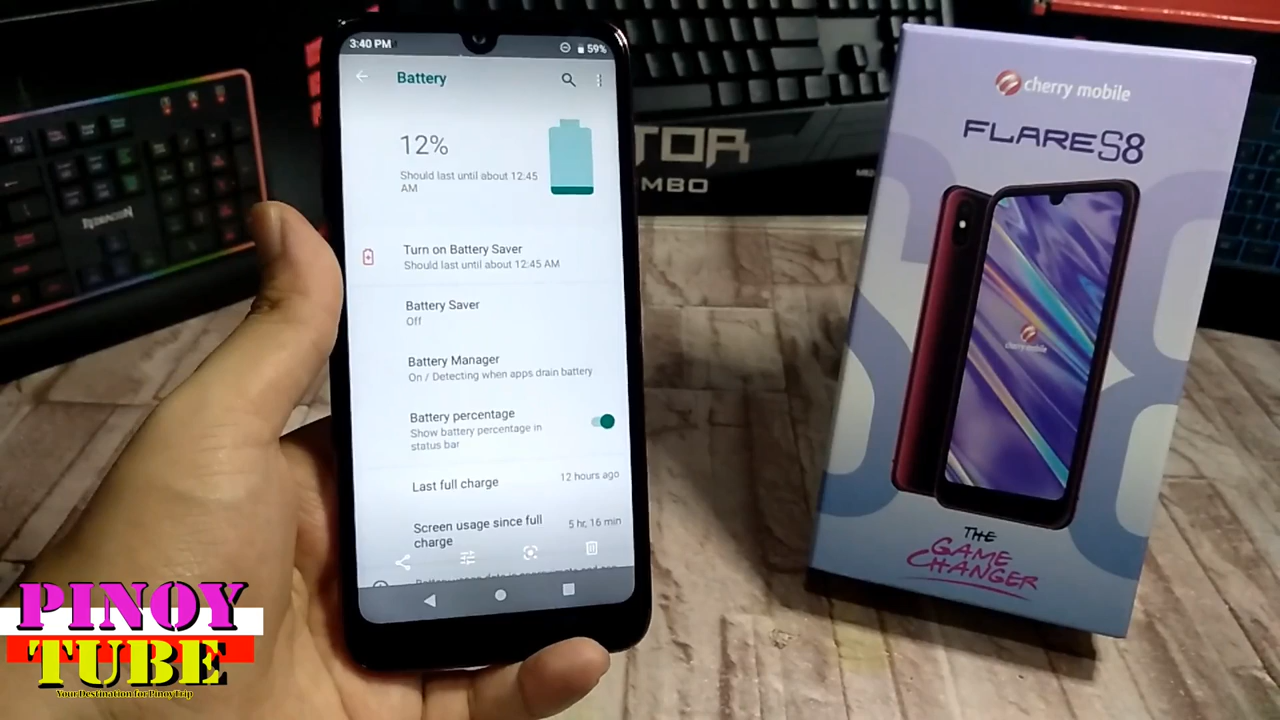 3:40 PM
59%
Battery
12%
Should last until about 12:45
AM
Turn on Battery Saver
Should last until about 12:45 AM
Battery Saver
Off
Battery Manager
On / Detecting when apps drain battery
Battery percentage
Show battery percentage in
status bar
Last full charge
12 hours ago
Screen usage since full
charge
5 hr, 16 min
cherry mobile
FLARE S8
cherry mobile
THE
GAME
CHANGER
REDRAGON
TOR
MBO
PINOY
TUBE
Your Destination for PinoyTrip